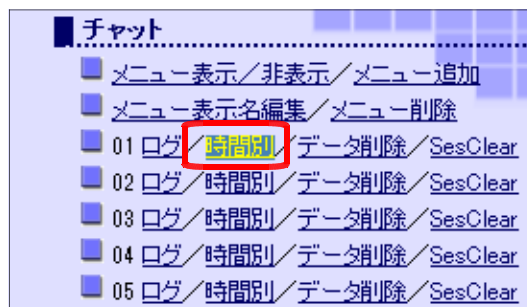 チャット
メニュー表示／非表示／メニュー追加
メニュー表示名編集／メニュー削除
01 ログ／時間別／データ削除／SesClear
02 ログ／時間別／データ削除／SesClear
03 ログ／時間別／データ削除／SesClear
04 ログ／時間別／データ削除／SesClear
05 ログ／時間別／データ削除／SesClear